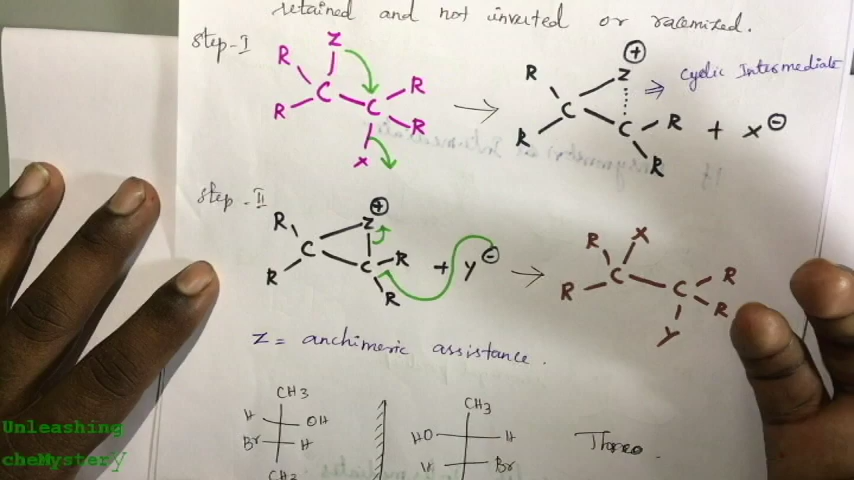 retained and not inverted or racemized.
step-I
Z
R
R C C R
R
X
⊕
R Z ⇒ cyclic Intermediate
C
R C R + X⊖
R
step-II
⊕
R Z
C C R + Y⊖
R R
R X
R C C R
R
Y
Z = anchimeric assistance.
CH3
H OH
Br H
CH3
CH3
HO H
H Br
Threo.
Unleashing
cheMystery